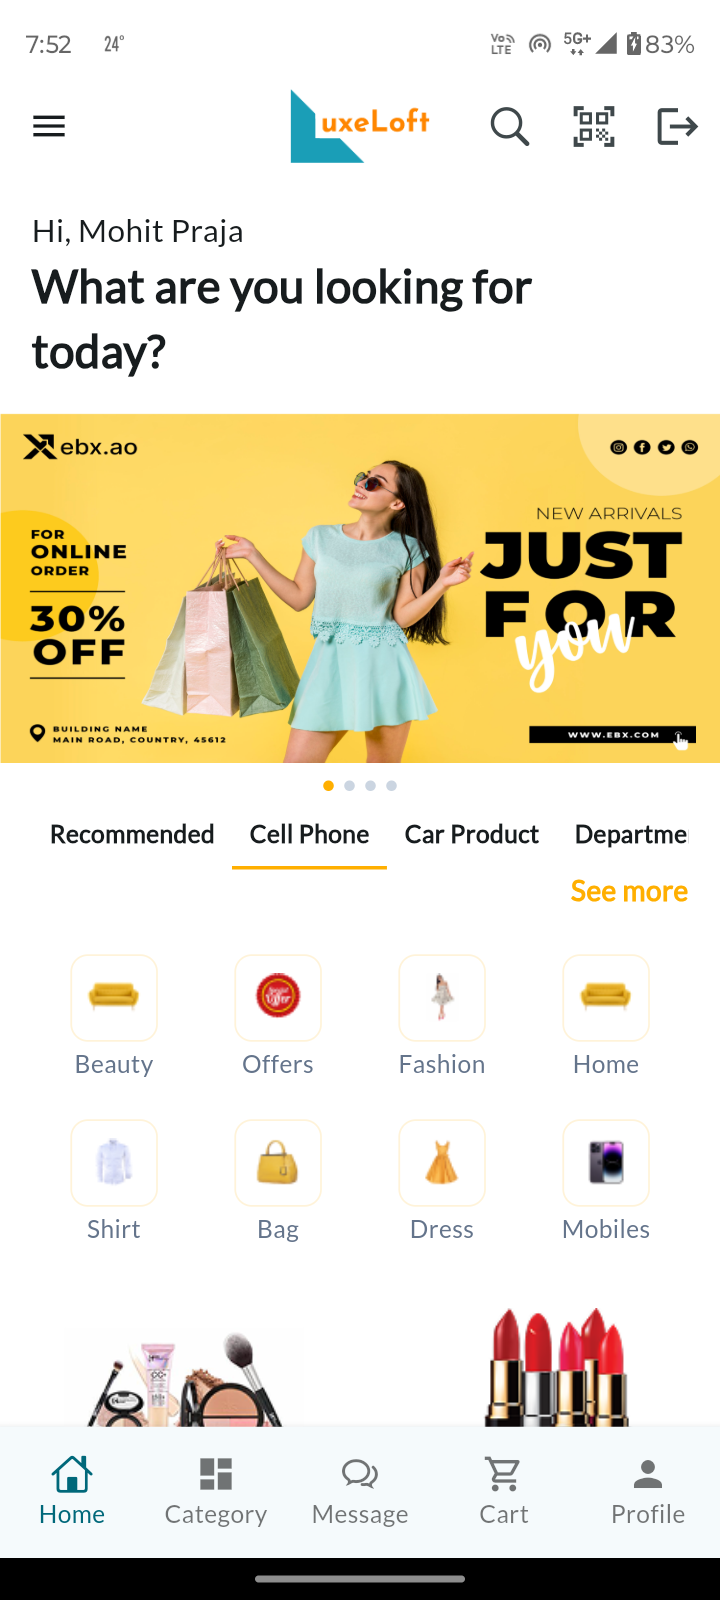 7:52 24°
Vo LTE 5G+ 83%
uxeLoft
Hi, Mohit Praja
What are you looking for
today?
ebx.ao
FOR
ONLINE
ORDER
30%
OFF
BUILDING NAME
MAIN ROAD, COUNTRY, 45612
NEW ARRIVALS
JUST
FOR
you
WWW.EBX.COM
Recommended Cell Phone Car Product Departme
See more
Beauty Offers Fashion Home
Shirt Bag Dress Mobiles
CC+
Home Category Message Cart Profile